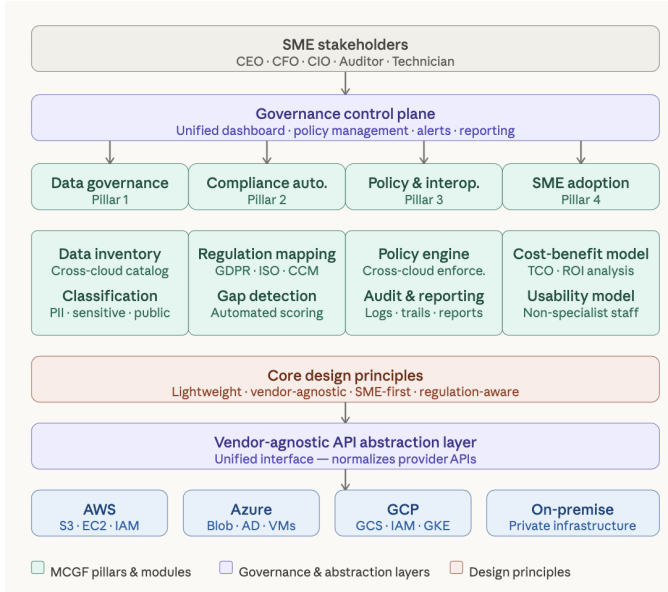 SME stakeholders
CEO · CFO · CIO · Auditor · Technician
Governance control plane
Unified dashboard · policy management · alerts · reporting
Data governance
Pillar 1
Compliance auto.
Pillar 2
Policy & interop.
Pillar 3
SME adoption
Pillar 4
Data inventory
Cross-cloud catalog
Classification
PII · sensitive · public
Regulation mapping
GDPR · ISO · CCM
Gap detection
Automated scoring
Policy engine
Cross-cloud enforce.
Audit & reporting
Logs · trails · reports
Cost-benefit model
TCO · ROI analysis
Usability model
Non-specialist staff
Core design principles
Lightweight · vendor-agnostic · SME-first · regulation-aware
Vendor-agnostic API abstraction layer
Unified interface — normalizes provider APIs
AWS
S3 · EC2 · IAM
Azure
Blob · AD · VMs
GCP
GCS · IAM · GKE
On-premise
Private infrastructure
MCGF pillars & modules
Governance & abstraction layers
Design principles